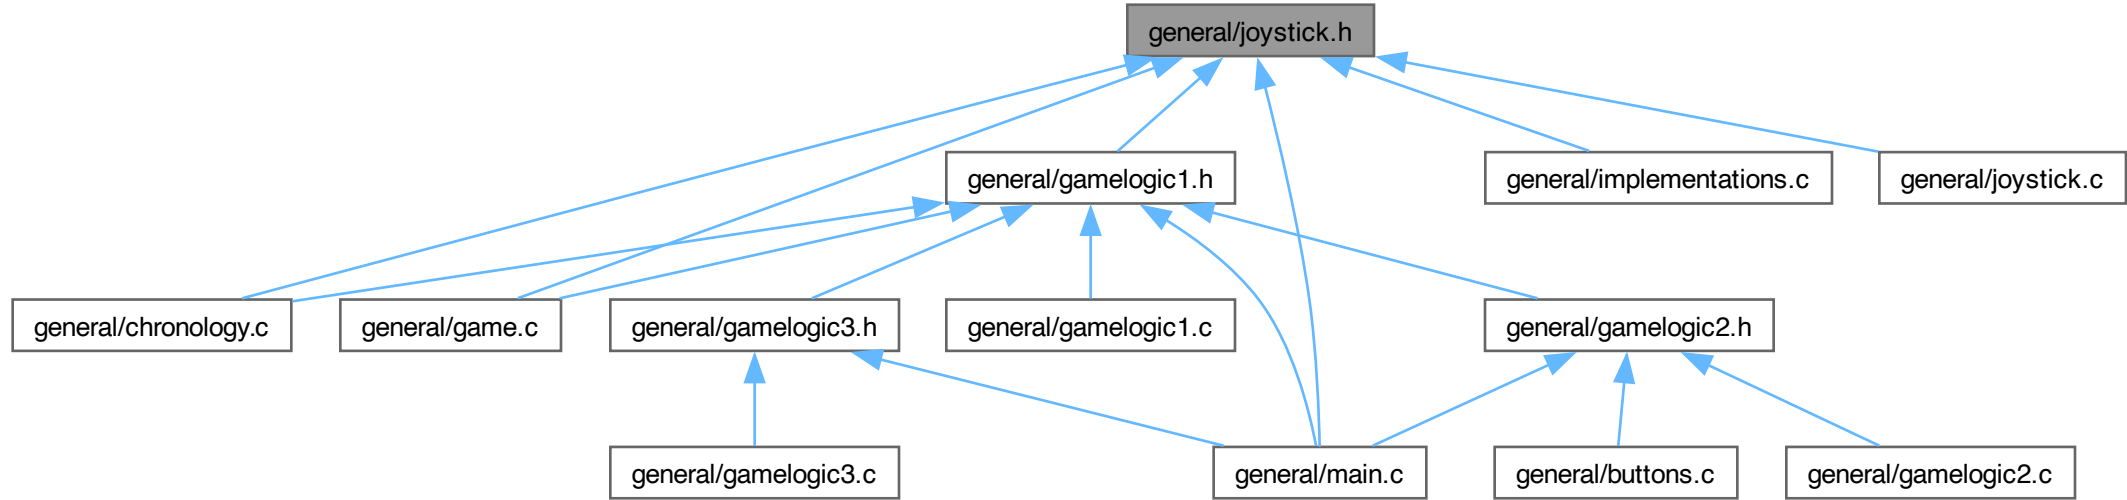 general/joystick.h
general/gamelogic1.h
general/implementations.c
general/joystick.c
general/chronology.c
general/game.c
general/gamelogic3.h
general/gamelogic1.c
general/gamelogic2.h
general/gamelogic3.c
general/main.c
general/buttons.c
general/gamelogic2.c